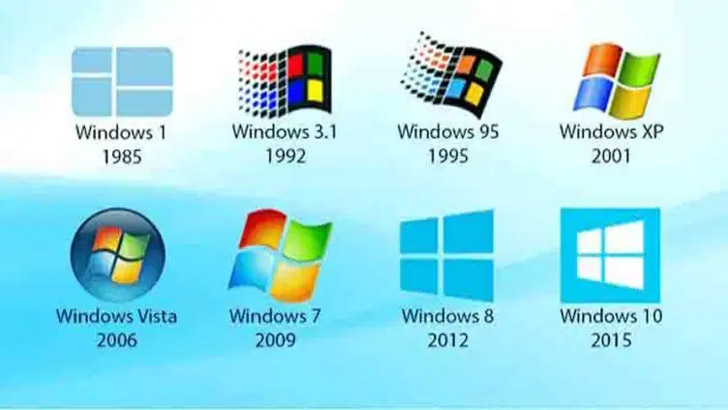 Windows 1
1985
Windows 3.1
1992
Windows 95
1995
Windows XP
2001
Windows Vista
2006
Windows 7
2009
Windows 8
2012
Windows 10
2015